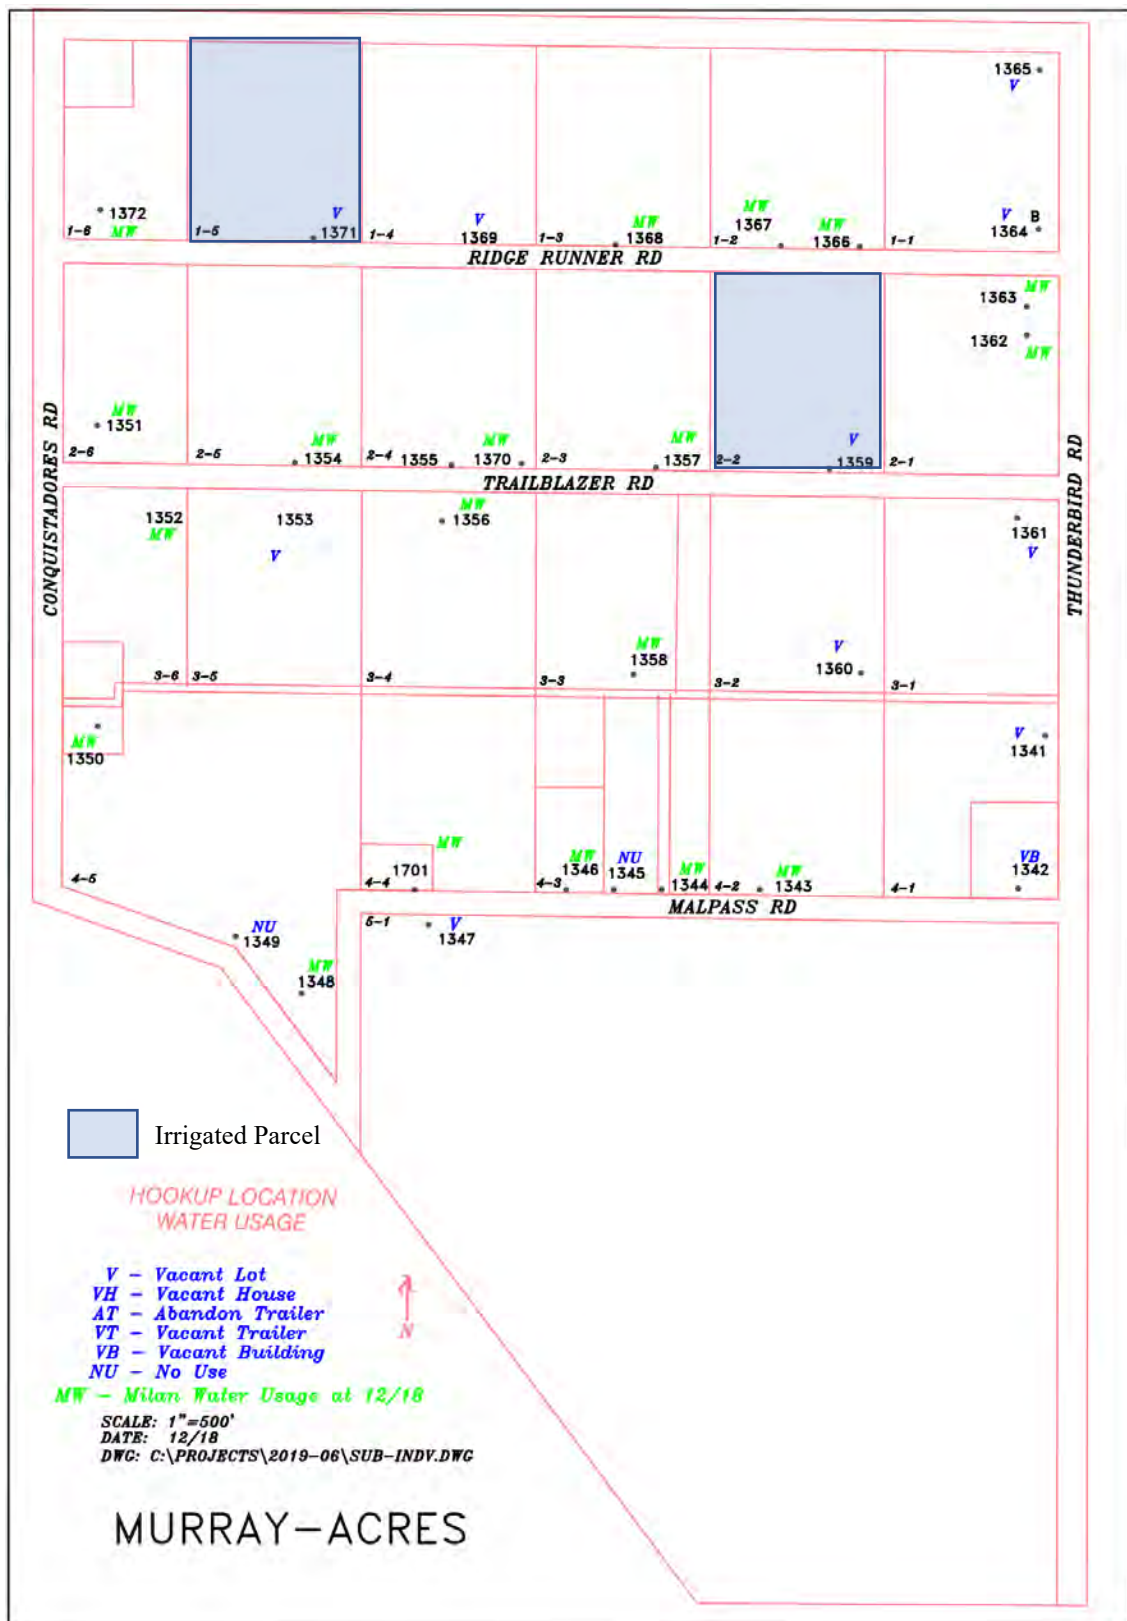 1365
V
1372
1-6
MW
1-5
V
1371
1-4
V
1369
1-3
MW
1368
MW
1367
1-2
MW
1366
1-1
V
B
1364
RIDGE RUNNER RD
MW
1363
1362
MW
MW
1351
2-6
2-5
MW
1354
2-4
1355
MW
1370
2-3
MW
1357
2-2
V
1359
2-1
TRAILBLAZER RD
CONQUISTADORES RD
THUNDERBIRD RD
1352
MW
1353
V
MW
1356
1361
V
MW
1358
V
1360
3-6
3-5
3-4
3-3
3-2
3-1
MW
1350
V
1341
4-5
MW
1701
4-4
MW
1346
4-3
NU
1345
MW
1344
4-2
MW
1343
4-1
VB
1342
MALPASS RD
5-1
V
1347
NU
1349
MW
1348
Irrigated Parcel
HOOKUP LOCATION
WATER USAGE
V - Vacant Lot
VH - Vacant House
AT - Abandon Trailer
VT - Vacant Trailer
VB - Vacant Building
NU - No Use
MW - Milan Water Usage at 12/18
N
SCALE: 1"=500'
DATE: 12/18
DWG: C:\PROJECTS\2019-06\SUB-INDV.DWG
MURRAY-ACRES